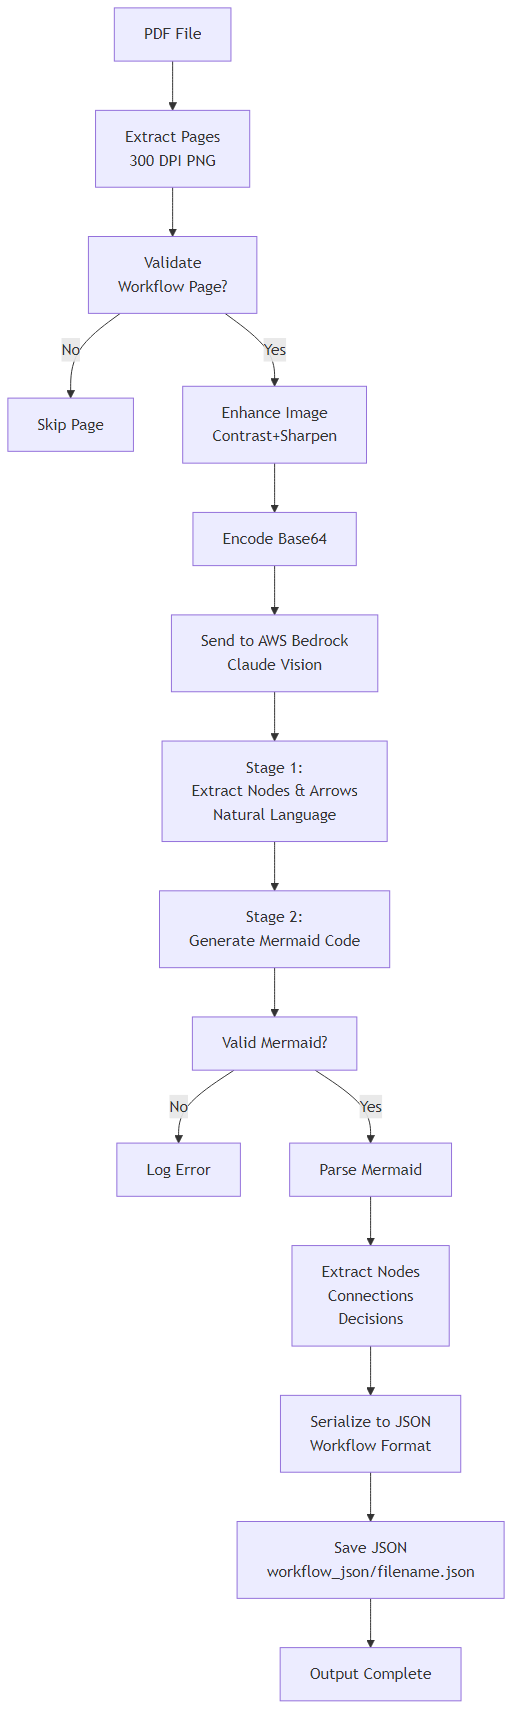 PDF File
Extract Pages
300 DPI PNG
Validate
Workflow Page?
No
Yes
Skip Page
Enhance Image
Contrast+Sharpen
Encode Base64
Send to AWS Bedrock
Claude Vision
Stage 1:
Extract Nodes & Arrows
Natural Language
Stage 2:
Generate Mermaid Code
Valid Mermaid?
No
Yes
Log Error
Parse Mermaid
Extract Nodes
Connections
Decisions
Serialize to JSON
Workflow Format
Save JSON
workflow_json/filename.json
Output Complete